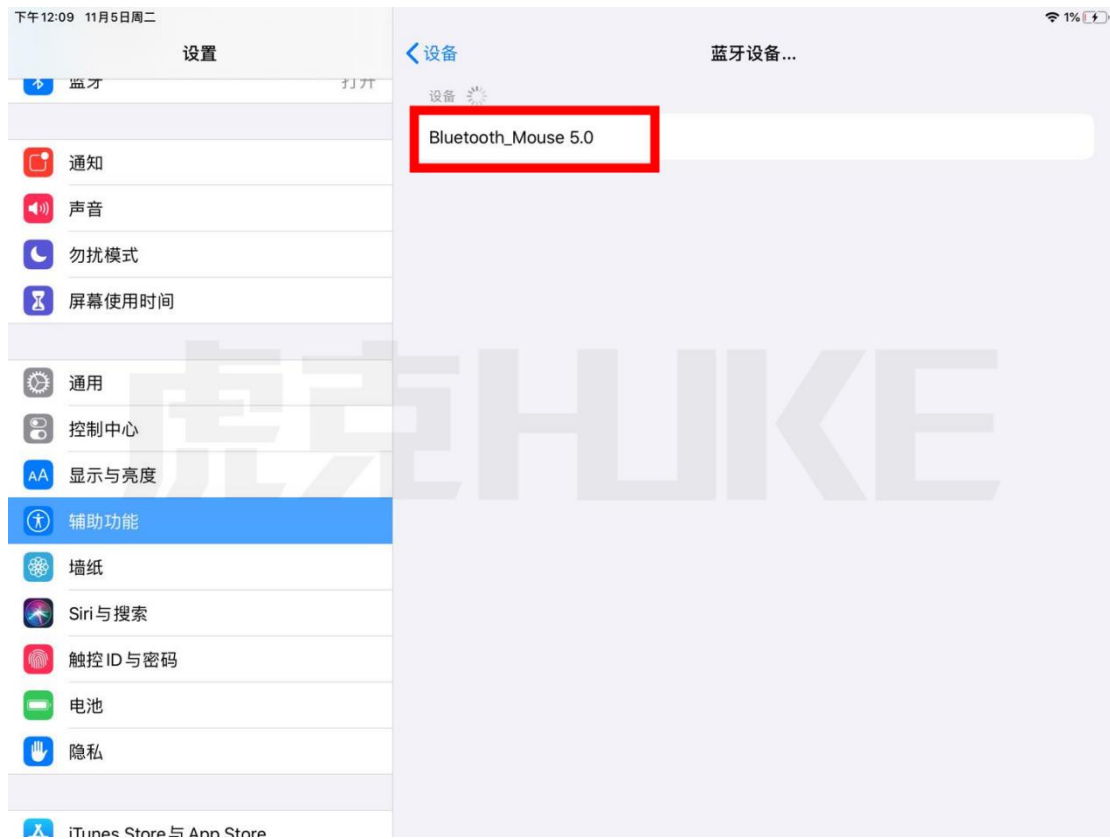 下午12:09 11月5日周二
1%
设置
设备
蓝牙设备...
蓝牙
打开
设备
Bluetooth_Mouse 5.0
通知
声音
勿扰模式
屏幕使用时间
通用
控制中心
AA
显示与亮度
辅助功能
墙纸
Siri与搜索
触控ID与密码
电池
隐私
iTunes Store与App Store
虎克HUKE